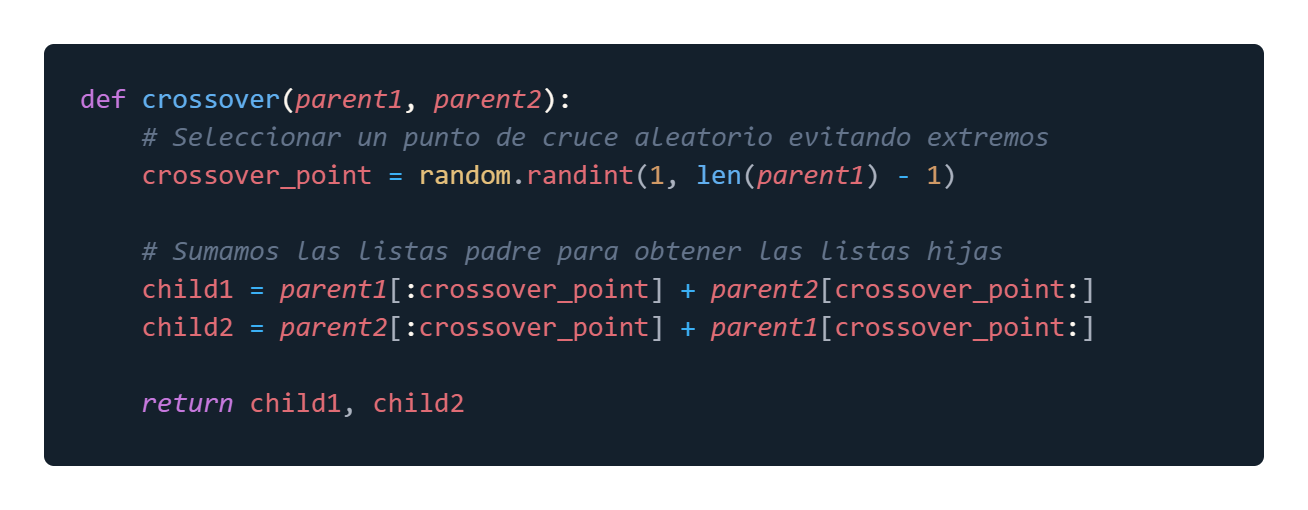 def crossover(parent1, parent2):
    # Seleccionar un punto de cruce aleatorio evitando extremos
    crossover_point = random.randint(1, len(parent1) - 1)

    # Sumamos las listas padre para obtener las listas hijas
    child1 = parent1[:crossover_point] + parent2[crossover_point:]
    child2 = parent2[:crossover_point] + parent1[crossover_point:]

    return child1, child2